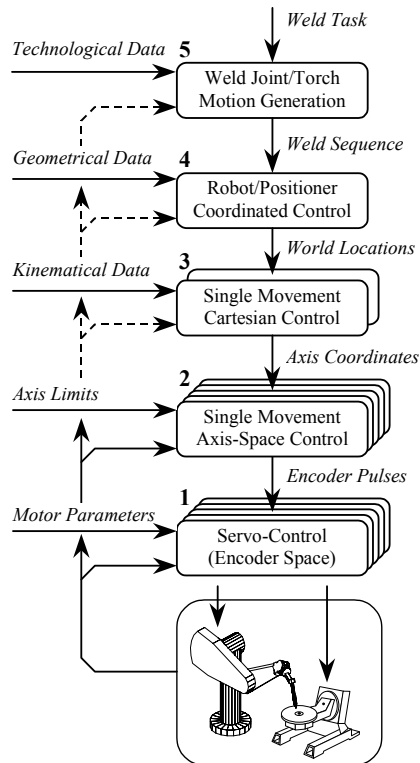 Weld Task
Technological Data
5
Weld Joint/Torch
Motion Generation
Weld Sequence
Geometrical Data
4
Robot/Positioner
Coordinated Control
World Locations
Kinematical Data
3
Single Movement
Cartesian Control
Axis Coordinates
Axis Limits
2
Single Movement
Axis-Space Control
Encoder Pulses
Motor Parameters
1
Servo-Control
(Encoder Space)